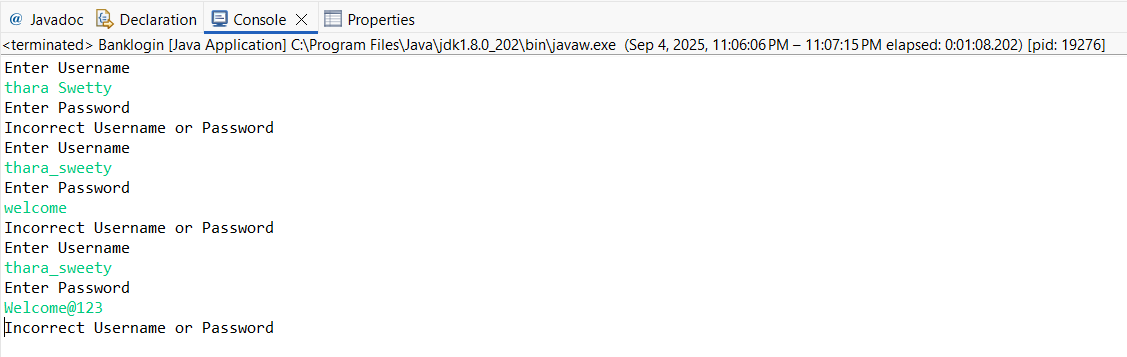 @ Javadoc Declaration Console Properties
<terminated> Banklogin [Java Application] C:\Program Files\Java\jdk1.8.0_202\bin\javaw.exe (Sep 4, 2025, 11:06:06 PM – 11:07:15 PM elapsed: 0:01:08.202) [pid: 19276]
Enter Username
thara Swetty
Enter Password
Incorrect Username or Password
Enter Username
thara_sweety
Enter Password
welcome
Incorrect Username or Password
Enter Username
thara_sweety
Enter Password
Welcome@123
Incorrect Username or Password